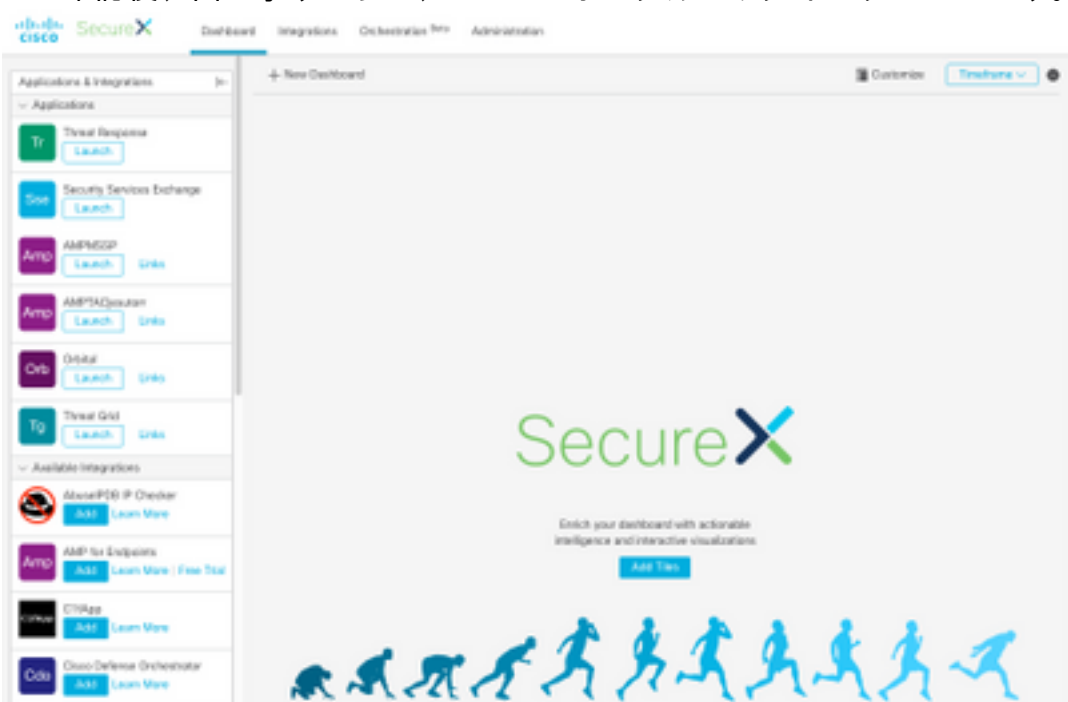 CISCO SecureX
Dashboard Integrations Orchestration Beta Administration
Applications & Integrations
+ New Dashboard
Customize
Timeframe
Applications
Tr
Threat Response
Launch
Sse
Security Services Exchange
Launch
Amp
AMPMSSP
Launch Links
Amp
Launch Links
Orb
Orbital
Launch Links
Tg
Threat Grid
Launch Links
Available Integrations
AbuseIPDB IP Checker
Add Learn More
Amp
AMP for Endpoints
Add Learn More | Free Trial
Add Learn More
Cdo
Cisco Defense Orchestrator
Add Learn More
SecureX
Enrich your dashboard with actionable
intelligence and interactive visualizations
Add Tiles